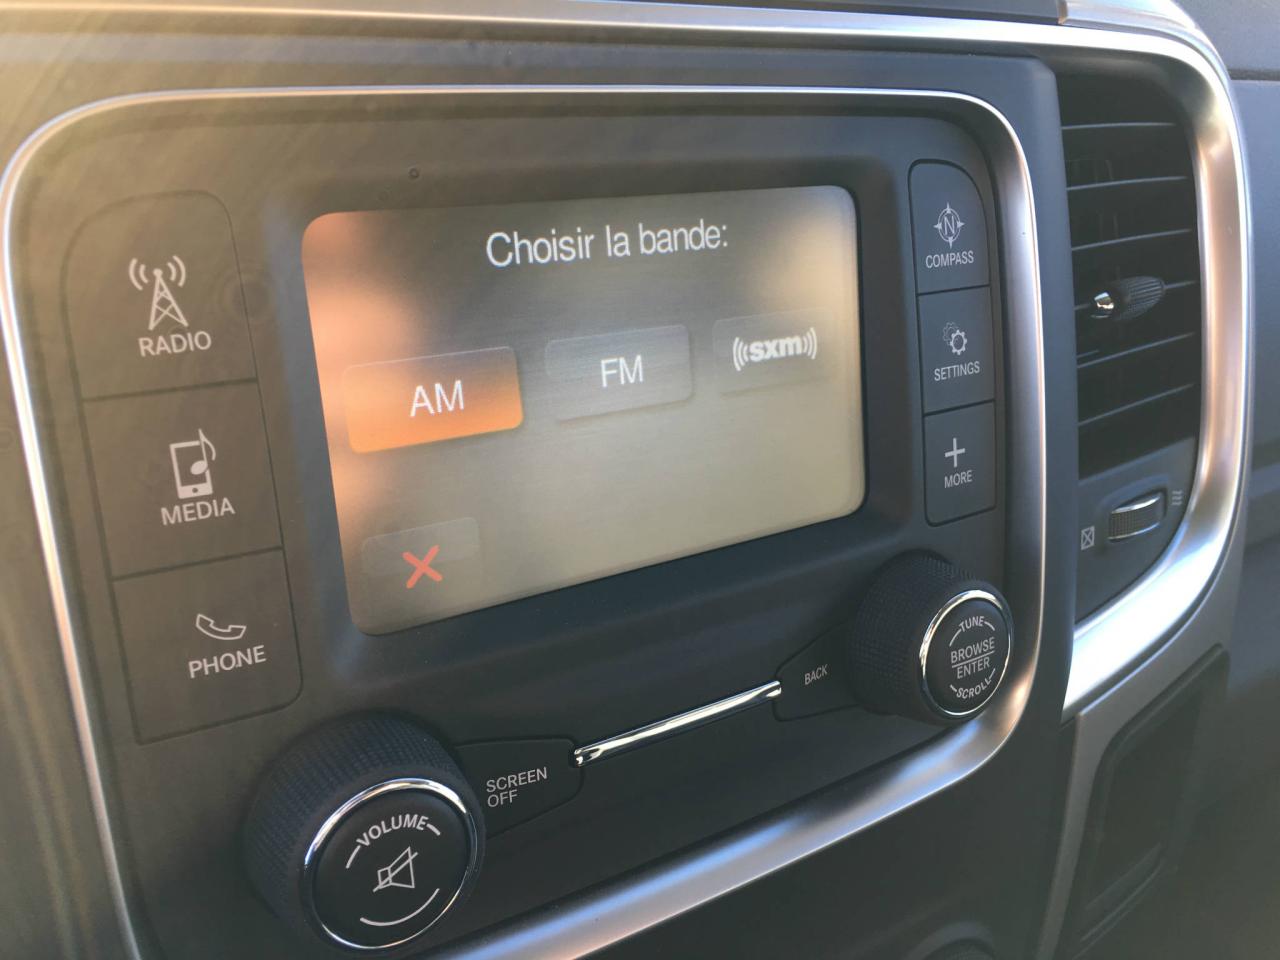 Choisir la bande:
AM
FM
((sxm))
RADIO
MEDIA
PHONE
N
COMPASS
SETTINGS
MORE
SCREEN
OFF
BACK
VOLUME
TUNE
BROWSE
ENTER
SCROLL